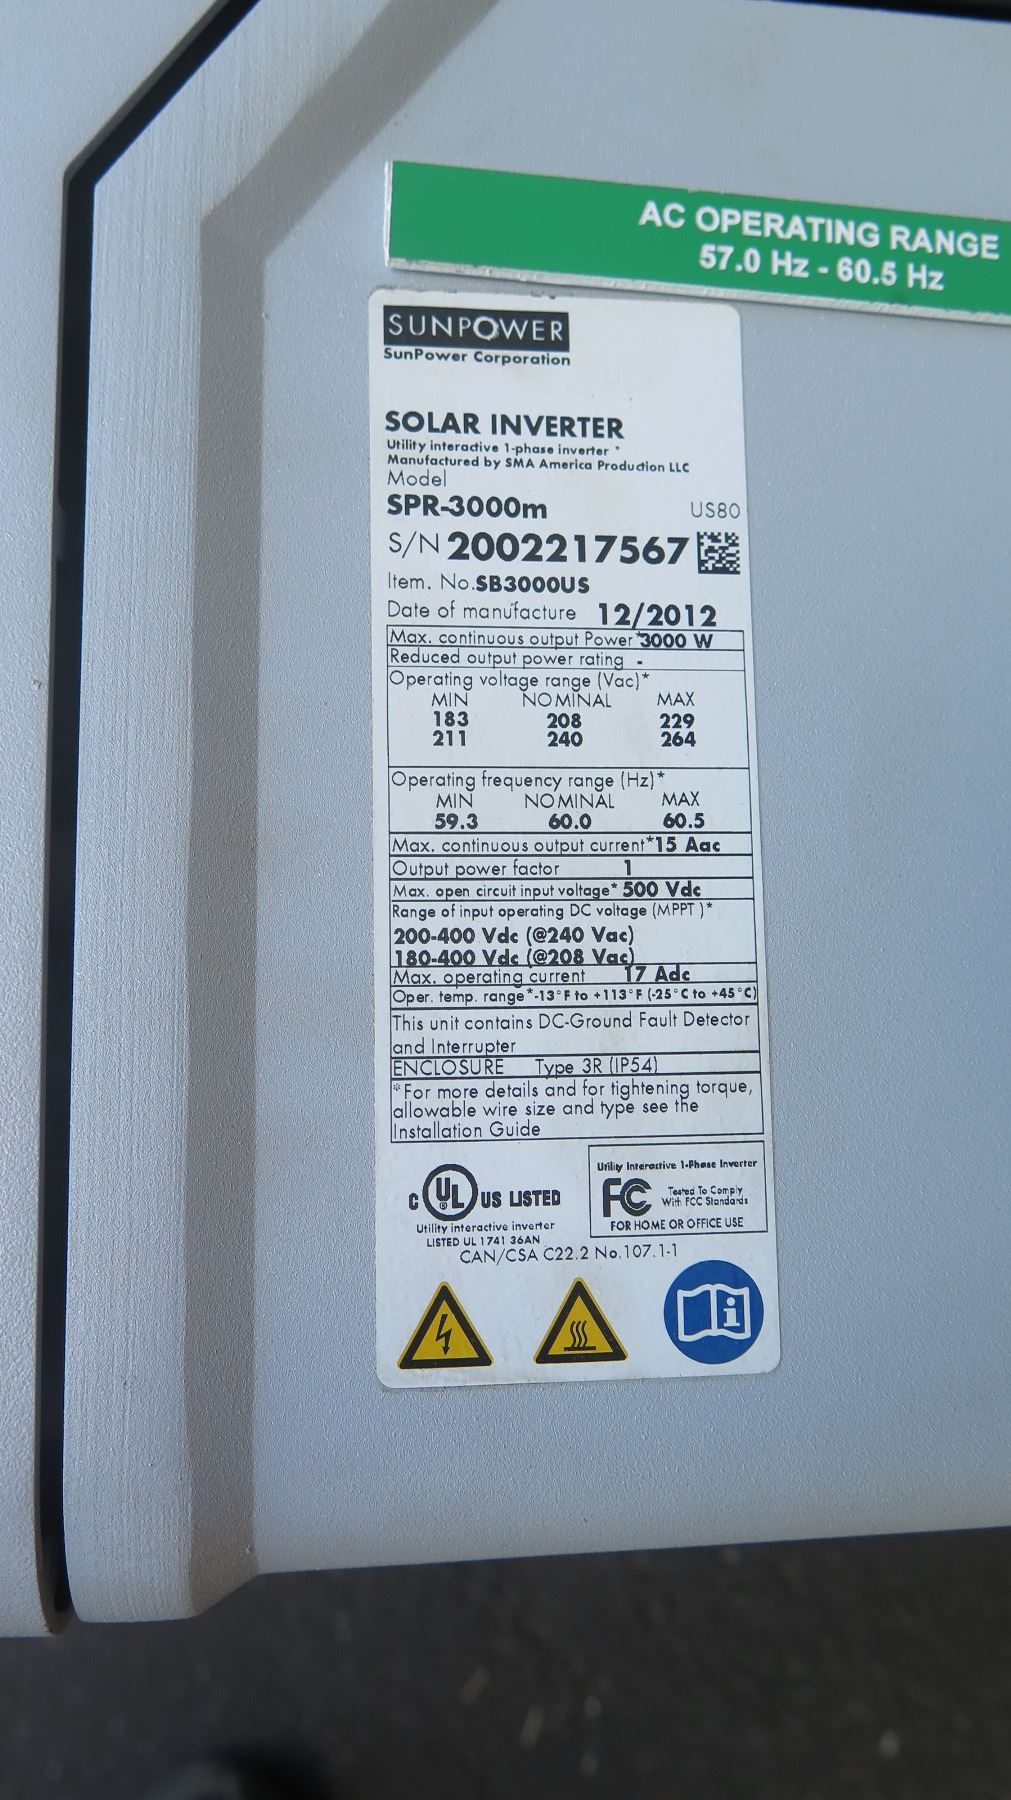 AC OPERATING RANGE
57.0 Hz - 60.5 Hz
SUNPOWER
SunPower Corporation
SOLAR INVERTER
Utility interactive 1-phase inverter *
Manufactured by SMA America Production LLC
Model
SPR-3000m US80
S/N 2002217567
Item. No.SB3000US
Date of manufacture 12/2012
Max. continuous output Power*3000 W
Reduced output power rating -
Operating voltage range (Vac)*
MIN NOMINAL MAX
183 208 229
211 240 264
Operating frequency range (Hz)*
MIN NOMINAL MAX
59.3 60.0 60.5
Max. continuous output current*15 Aac
Output power factor 1
Max. open circuit input voltage* 500 Vdc
Range of input operating DC voltage (MPPT )*
200-400 Vdc (@240 Vac)
180-400 Vdc (@208 Vac)
Max. operating current 17 Adc
Oper. temp. range*-13°F to +113°F (-25°C to +45°C)
This unit contains DC-Ground Fault Detector
and Interrupter
ENCLOSURE Type 3R (IP54)
*For more details and for tightening torque,
allowable wire size and type see the
Installation Guide
C UL ® US LISTED
Utility interactive inverter
LISTED UL 1741 36AN
CAN/CSA C22.2 No.107.1-1
Utility Interactive 1-Phase Inverter
FC Tested To Comply
With FCC Standards
FOR HOME OR OFFICE USE